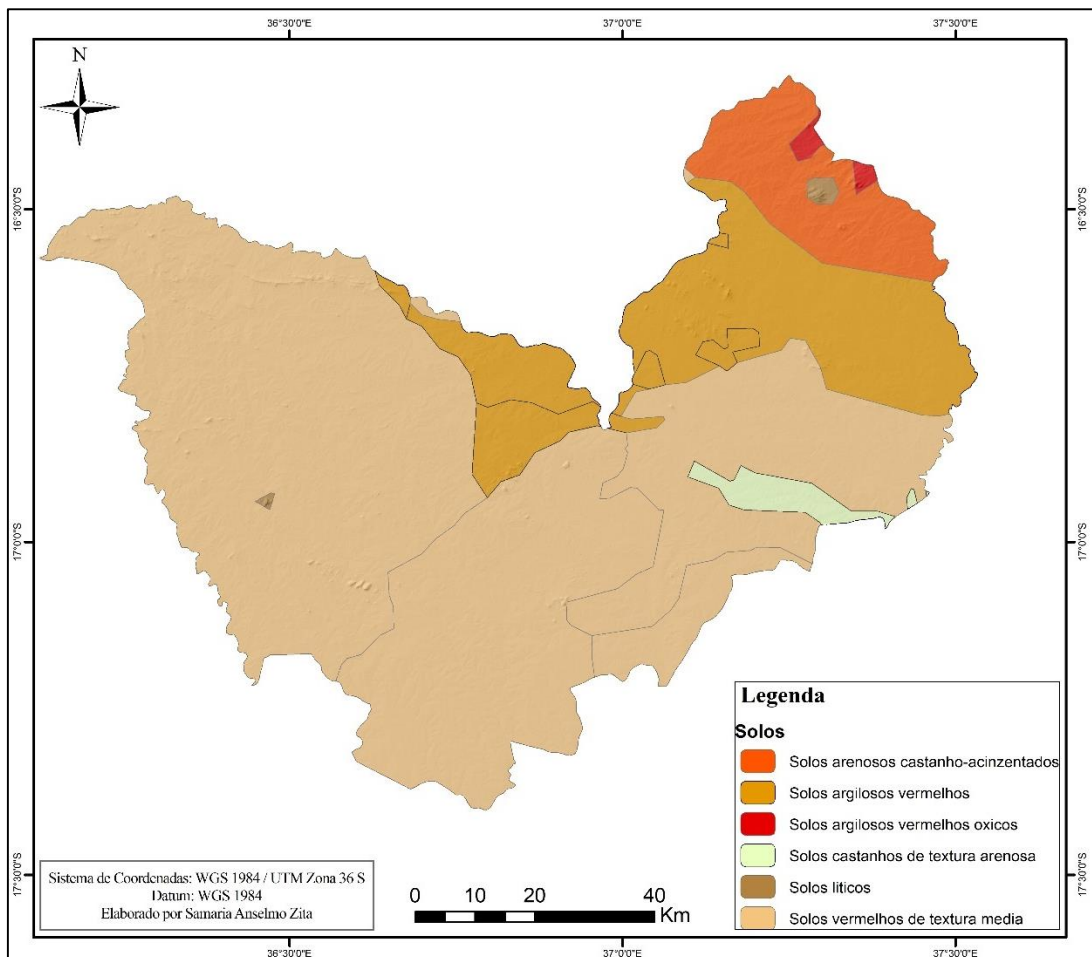 36°30'0"E 37°0'0"E 37°30'0"E
N
16°30'0"S 16°30'0"S
17°0'0"S 17°0'0"S
17°30'0"S 17°30'0"S
Legenda
Solos
Solos arenosos castanho-acinzentados
Solos argilosos vermelhos
Solos argilosos vermelhos oxicos
Solos castanhos de textura arenosa
Solos liticos
Solos vermelhos de textura media
Sistema de Coordenadas: WGS 1984 / UTM Zona 36 S
Datum: WGS 1984
Elaborado por Samaria Anselmo Zita
0 5 10 20 40
Km
36°30'0"E 37°0'0"E 37°30'0"E